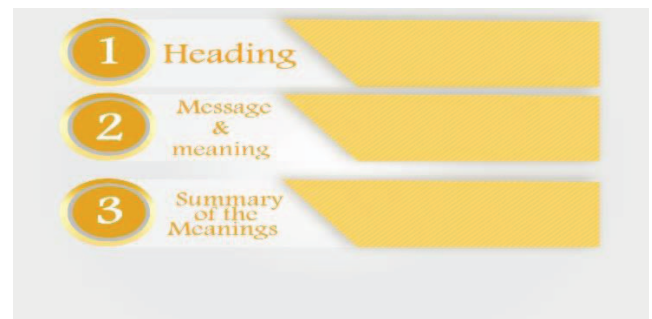 1
Heading
2
Message
&
meaning
3
Summary
of the
Meanings